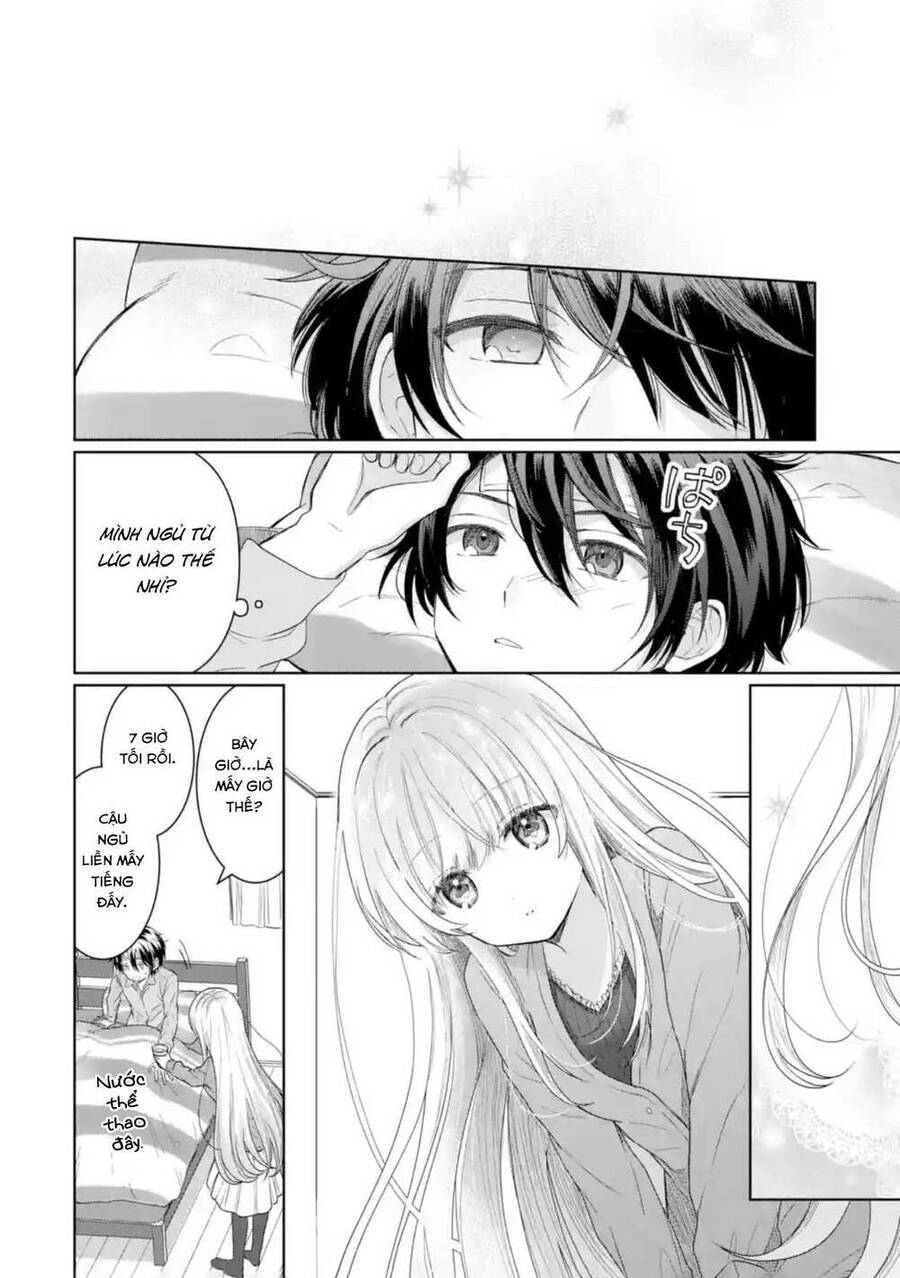 ぱち
MÌNH NGỦ TỪ
LÚC NÀO THẾ
NHỈ?
BÂY
GIỜ...LÀ
MẤY GIỜ
THẾ?
7 GIỜ
TỐI RỒI.
CẬU
NGỦ
LIỀN MẤY
TIẾNG
ĐẤY.
Nước
thể
thao
đây.